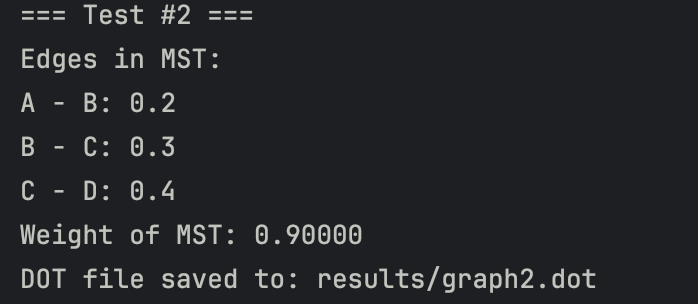 === Test #2 ===
Edges in MST:
A - B: 0.2
B - C: 0.3
C - D: 0.4
Weight of MST: 0.90000
DOT file saved to: results/graph2.dot